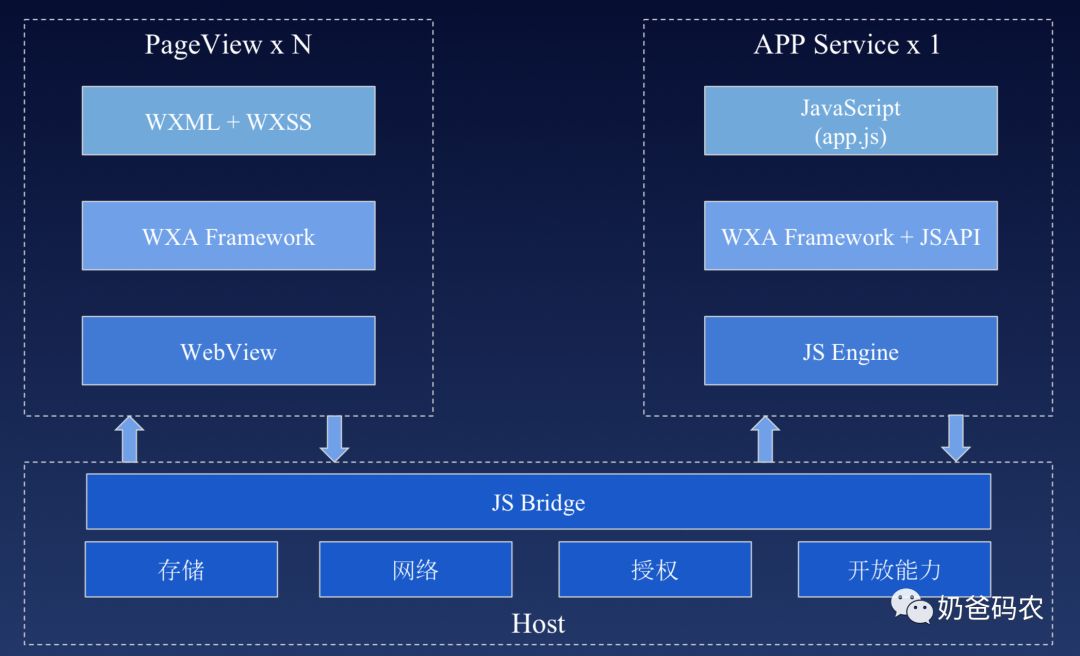 PageView x N
WXML + WXSS
WXA Framework
WebView
APP Service x 1
JavaScript
(app.js)
WXA Framework + JSAPI
JS Engine
JS Bridge
存储
网络
授权
开放能力
奶爸码农
Host